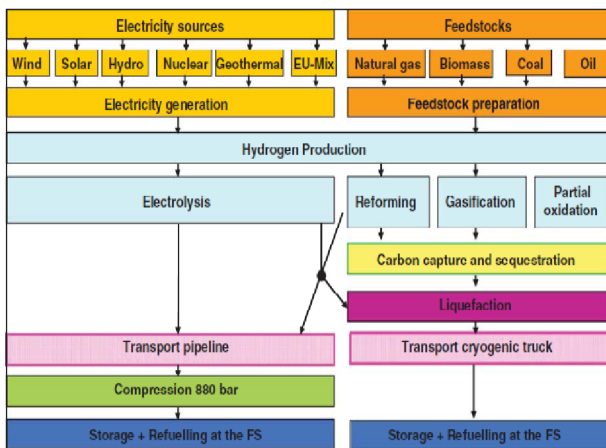 Electricity sources
Feedstocks
Wind
Solar
Hydro
Nuclear
Geothermal
EU-Mix
Natural gas
Biomass
Coal
Oil
Electricity generation
Feedstock preparation
Hydrogen Production
Electrolysis
Reforming
Gasification
Partial
oxidation
Carbon capture and sequestration
Liquefaction
Transport pipeline
Transport cryogenic truck
Compression 880 bar
Storage + Refuelling at the FS
Storage + Refuelling at the FS